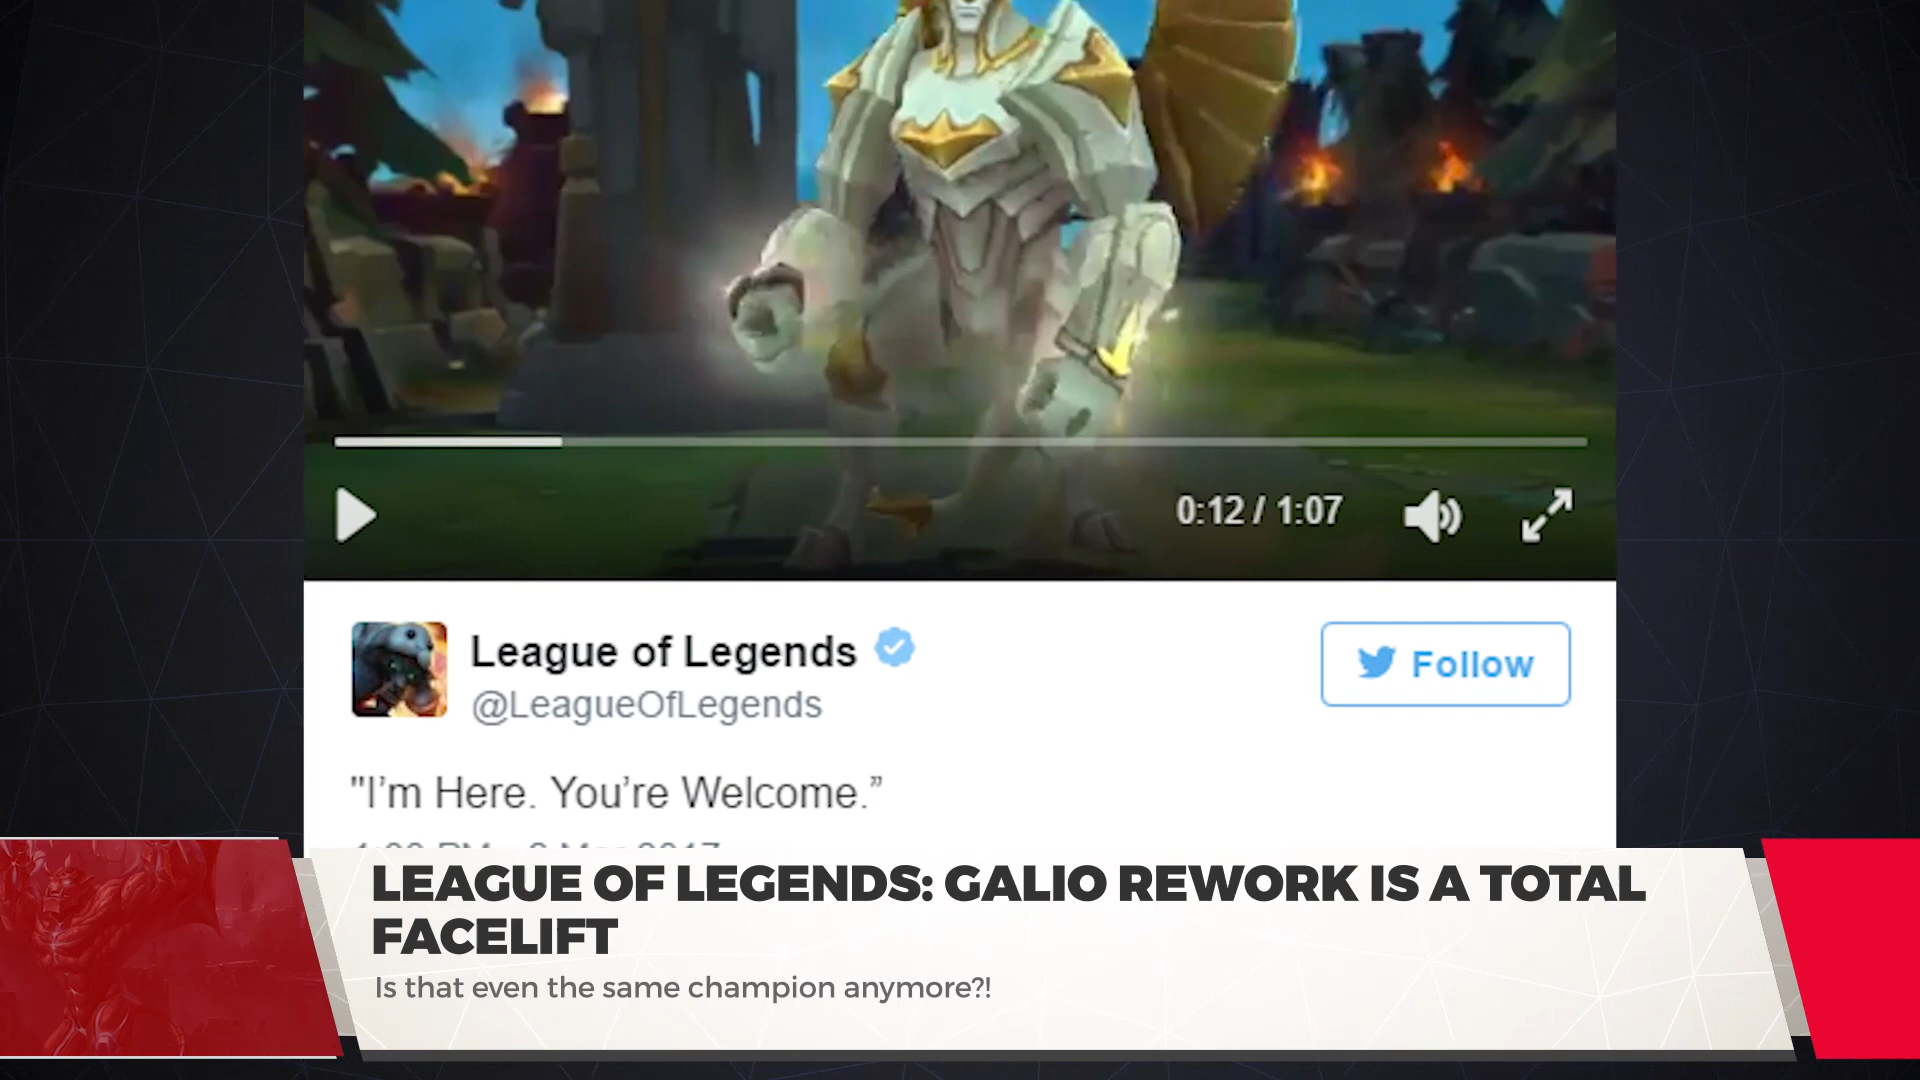 0:12 / 1:07
League of Legends
@LeagueOfLegends
Follow
"I'm Here. You’re Welcome.”
LEAGUE OF LEGENDS: GALIO REWORK IS A TOTAL
FACELIFT
Is that even the same champion anymore?!